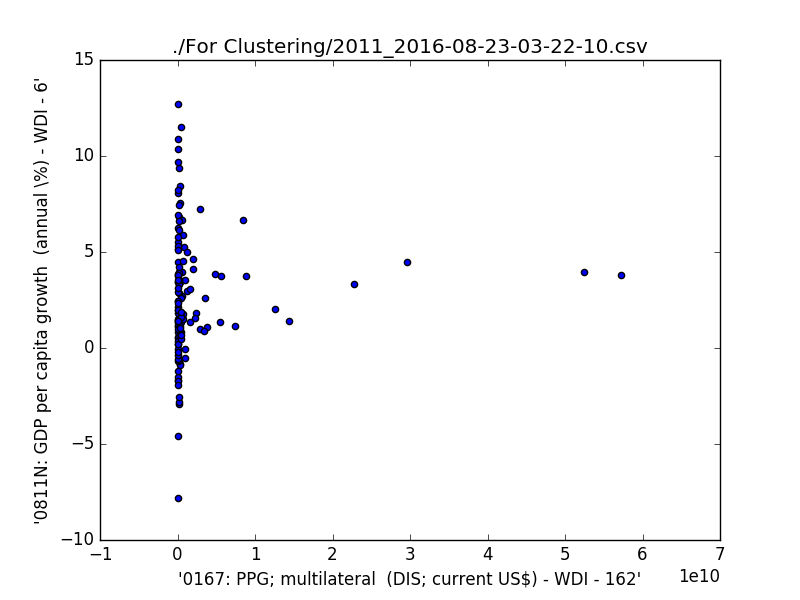 ./For Clustering/2011_2016-08-23-03-22-10.csv
15
10
5
0
−5
−10
'0811N: GDP per capita growth  (annual \%) - WDI - 6'
−1 0 1 2 3 4 5 6 7
1e10
'0167: PPG; multilateral  (DIS; current US$) - WDI - 162'